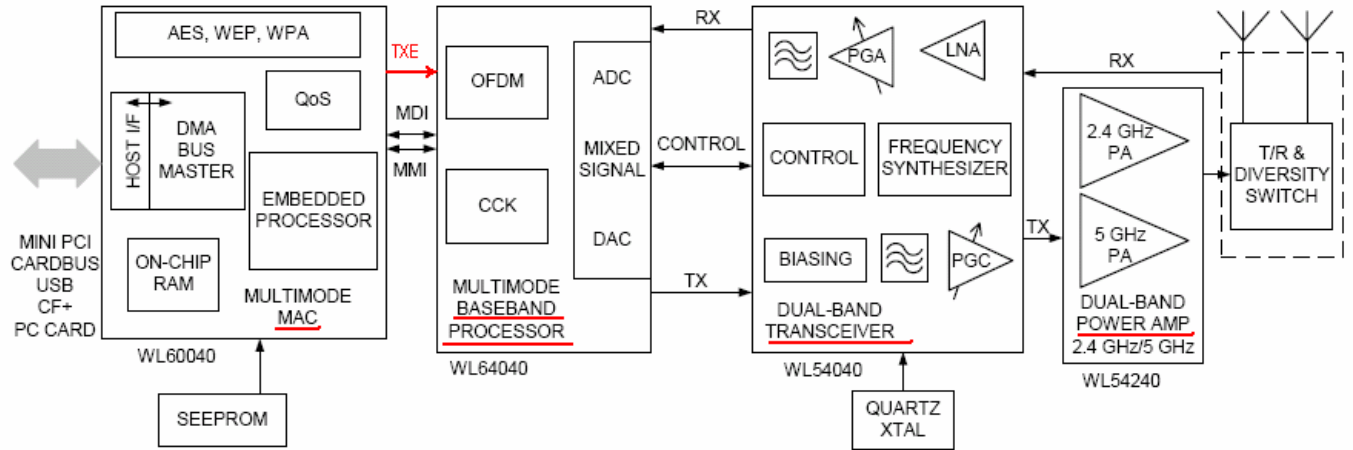 AES, WEP, WPA
QoS
HOST I/F
DMA
BUS
MASTER
EMBEDDED
PROCESSOR
ON-CHIP
RAM
MULTIMODE
MAC
WL60040
SEEPROM
MINI PCI
CARDBUS
USB
CF+
PC CARD
TXE
MDI
MMI
OFDM
CCK
ADC
MIXED
SIGNAL
DAC
MULTIMODE
BASEBAND
PROCESSOR
WL64040
RX
CONTROL
TX
PGA
LNA
CONTROL
FREQUENCY
SYNTHESIZER
BIASING
PGC
DUAL-BAND
TRANSCEIVER
WL54040
QUARTZ
XTAL
RX
TX
2.4 GHz
PA
5 GHz
PA
DUAL-BAND
POWER AMP
2.4 GHz/5 GHz
WL54240
T/R &
DIVERSITY
SWITCH